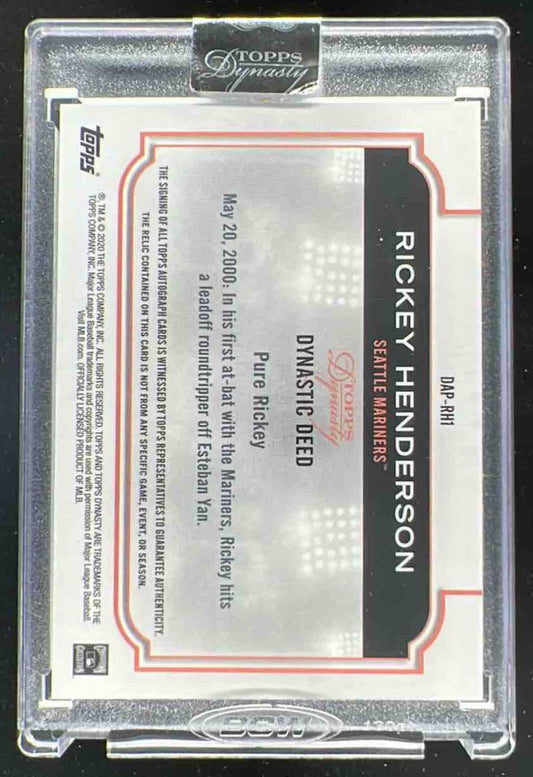 TOPPS
Dynasty
DAP-RH1
RICKEY HENDERSON
SEATTLE MARINERS™
TOPPS
Dynasty
DYNASTIC DEED
Pure Rickey
May 20, 2000: In his first at-bat with the Mariners, Rickey hits
a leadoff roundtripper off Esteban Yan.
THE SIGNING OF ALL TOPPS AUTOGRAPH CARDS IS WITNESSED BY TOPPS REPRESENTATIVES TO GUARANTEE AUTHENTICITY.
THE RELIC CONTAINED ON THIS CARD IS NOT FROM ANY SPECIFIC GAME, EVENT, OR SEASON.
topps®
®, TM & © 2020 THE TOPPS COMPANY, INC. ALL RIGHTS RESERVED. TOPPS AND TOPPS DYNASTY ARE TRADEMARKS OF THE
TOPPS COMPANY, INC. Major League Baseball trademarks and copyrights are used with permission of Major League Baseball.
Visit MLB.com. OFFICIALLY LICENSED PRODUCT OF MLB.
BCW